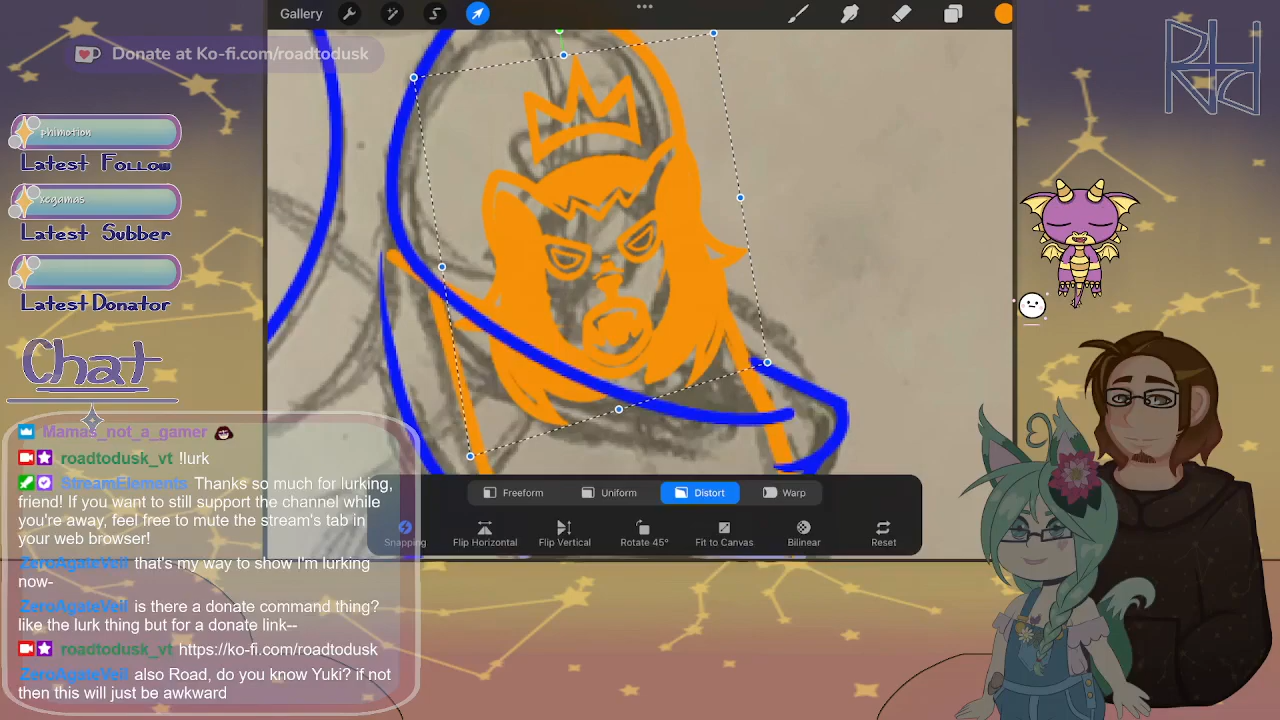 Gallery
Donate at Ko-fi.com/roadtodusk
RtD
phimotion
Latest Follow
xcgamas
Latest Subber
Latest Donator
Chat
Mamas_not_a_gamer
roadtodusk_vt !lurk
StreamElements Thanks so much for lurking,
friend! If you want to still support the channel while
you're away, feel free to mute the stream's tab in
your web browser!
ZeroAgateVeil that's my way to show I'm lurking
now-
ZeroAgateVeil is there a donate command thing?
like the lurk thing but for a donate link--
roadtodusk_vt https://ko-fi.com/roadtodusk
ZeroAgateVeil also Road, do you know Yuki? if not
then this will just be awkward
Freeform Uniform Distort Warp
Snapping Flip Horizontal Flip Vertical Rotate 45° Fit to Canvas Bilinear Reset